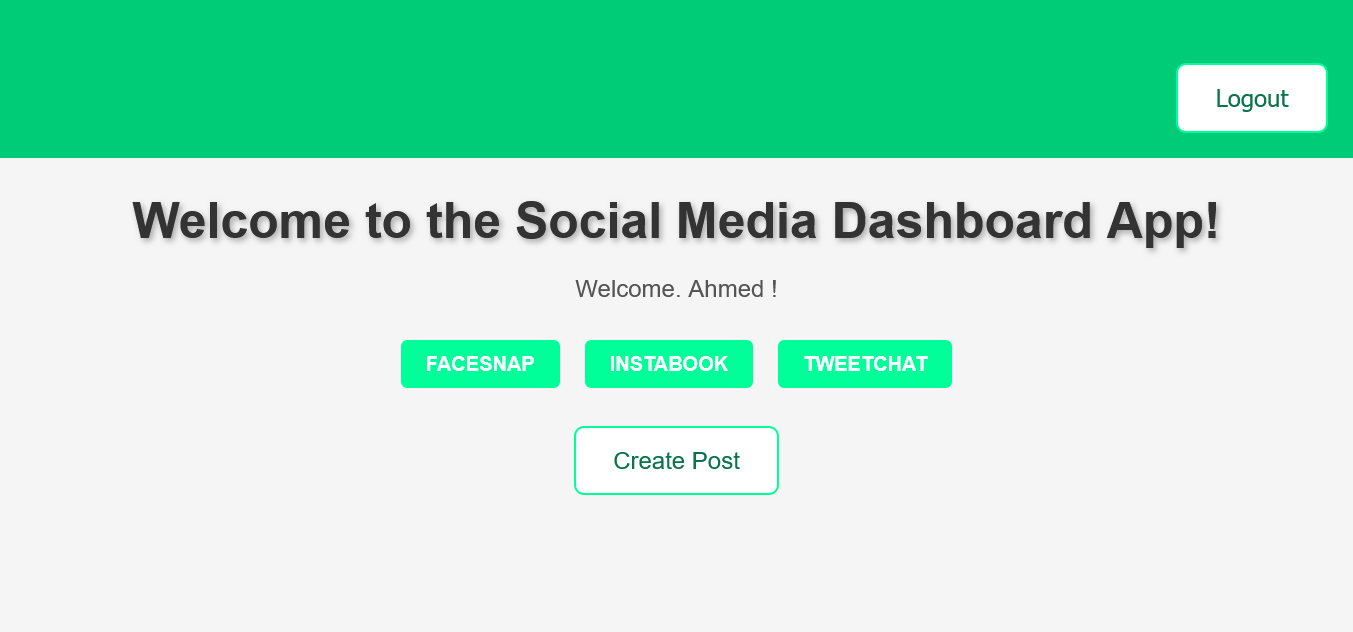 Logout
Welcome to the Social Media Dashboard App!
Welcome. Ahmed !
FACESNAP INSTABOOK TWEETCHAT
Create Post